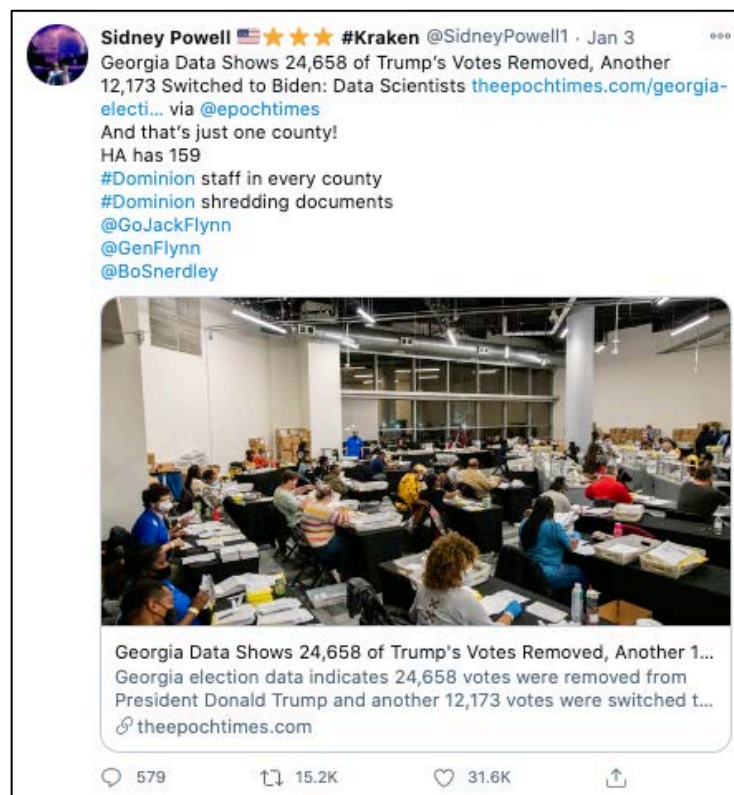 Sidney Powell 🇺🇸⭐⭐⭐ #Kraken @SidneyPowell1 · Jan 3
Georgia Data Shows 24,658 of Trump's Votes Removed, Another
12,173 Switched to Biden: Data Scientists theepochtimes.com/georgia-
electi... via @epochtimes
And that's just one county!
HA has 159
#Dominion staff in every county
#Dominion shredding documents
@GoJackFlynn
@GenFlynn
@BoSnerdley
Georgia Data Shows 24,658 of Trump's Votes Removed, Another 1...
Georgia election data indicates 24,658 votes were removed from
President Donald Trump and another 12,173 votes were switched t...
theepochtimes.com
579 15.2K 31.6K